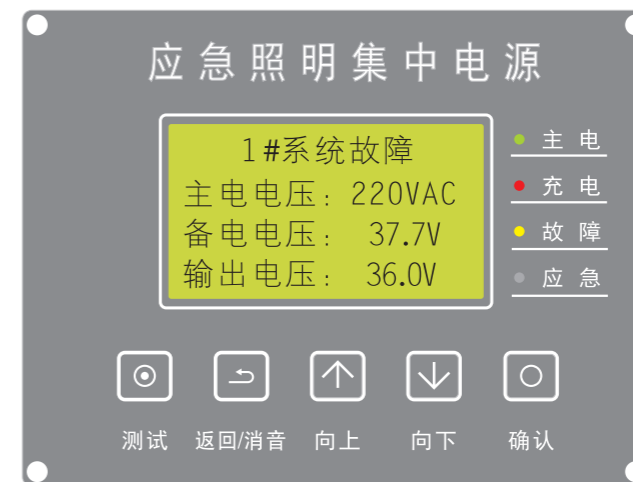 应急照明集中电源
1#系统故障
主电电压：220VAC
备电电压：37.7V
输出电压：36.0V
主电
充电
故障
应急
测试 返回/消音 向上 向下 确认